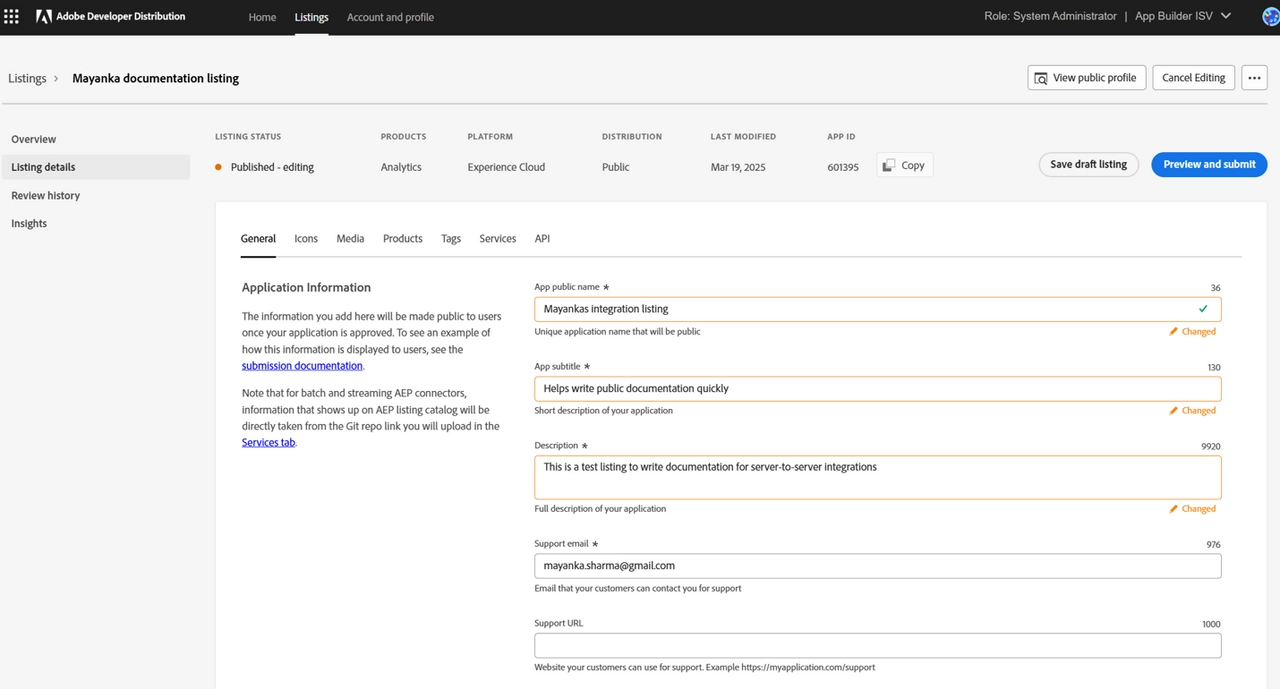 Adobe Developer Distribution
Home Listings Account and profile
Role: System Administrator | App Builder ISV
Listings › Mayanka documentation listing
View public profile
Cancel Editing
...
Overview
Listing details
Review history
Insights
LISTING STATUS PRODUCTS PLATFORM DISTRIBUTION LAST MODIFIED APP ID
Published - editing Analytics Experience Cloud Public Mar 19, 2025 601395 Copy
Save draft listing
Preview and submit
General Icons Media Products Tags Services API
Application Information
The information you add here will be made public to users
once your application is approved. To see an example of
how this information is displayed to users, see the
submission documentation.
Note that for batch and streaming AEP connectors,
information that shows up on AEP listing catalog will be
directly taken from the Git repo link you will upload in the
Services tab.
App public name * 36
Mayankas integration listing
Unique application name that will be public Changed
App subtitle * 130
Helps write public documentation quickly
Short description of your application Changed
Description * 9920
This is a test listing to write documentation for server-to-server integrations
Full description of your application Changed
Support email * 976
mayanka.sharma@gmail.com
Email that your customers can contact you for support
Support URL 1000
Website your customers can use for support. Example https://myapplication.com/support